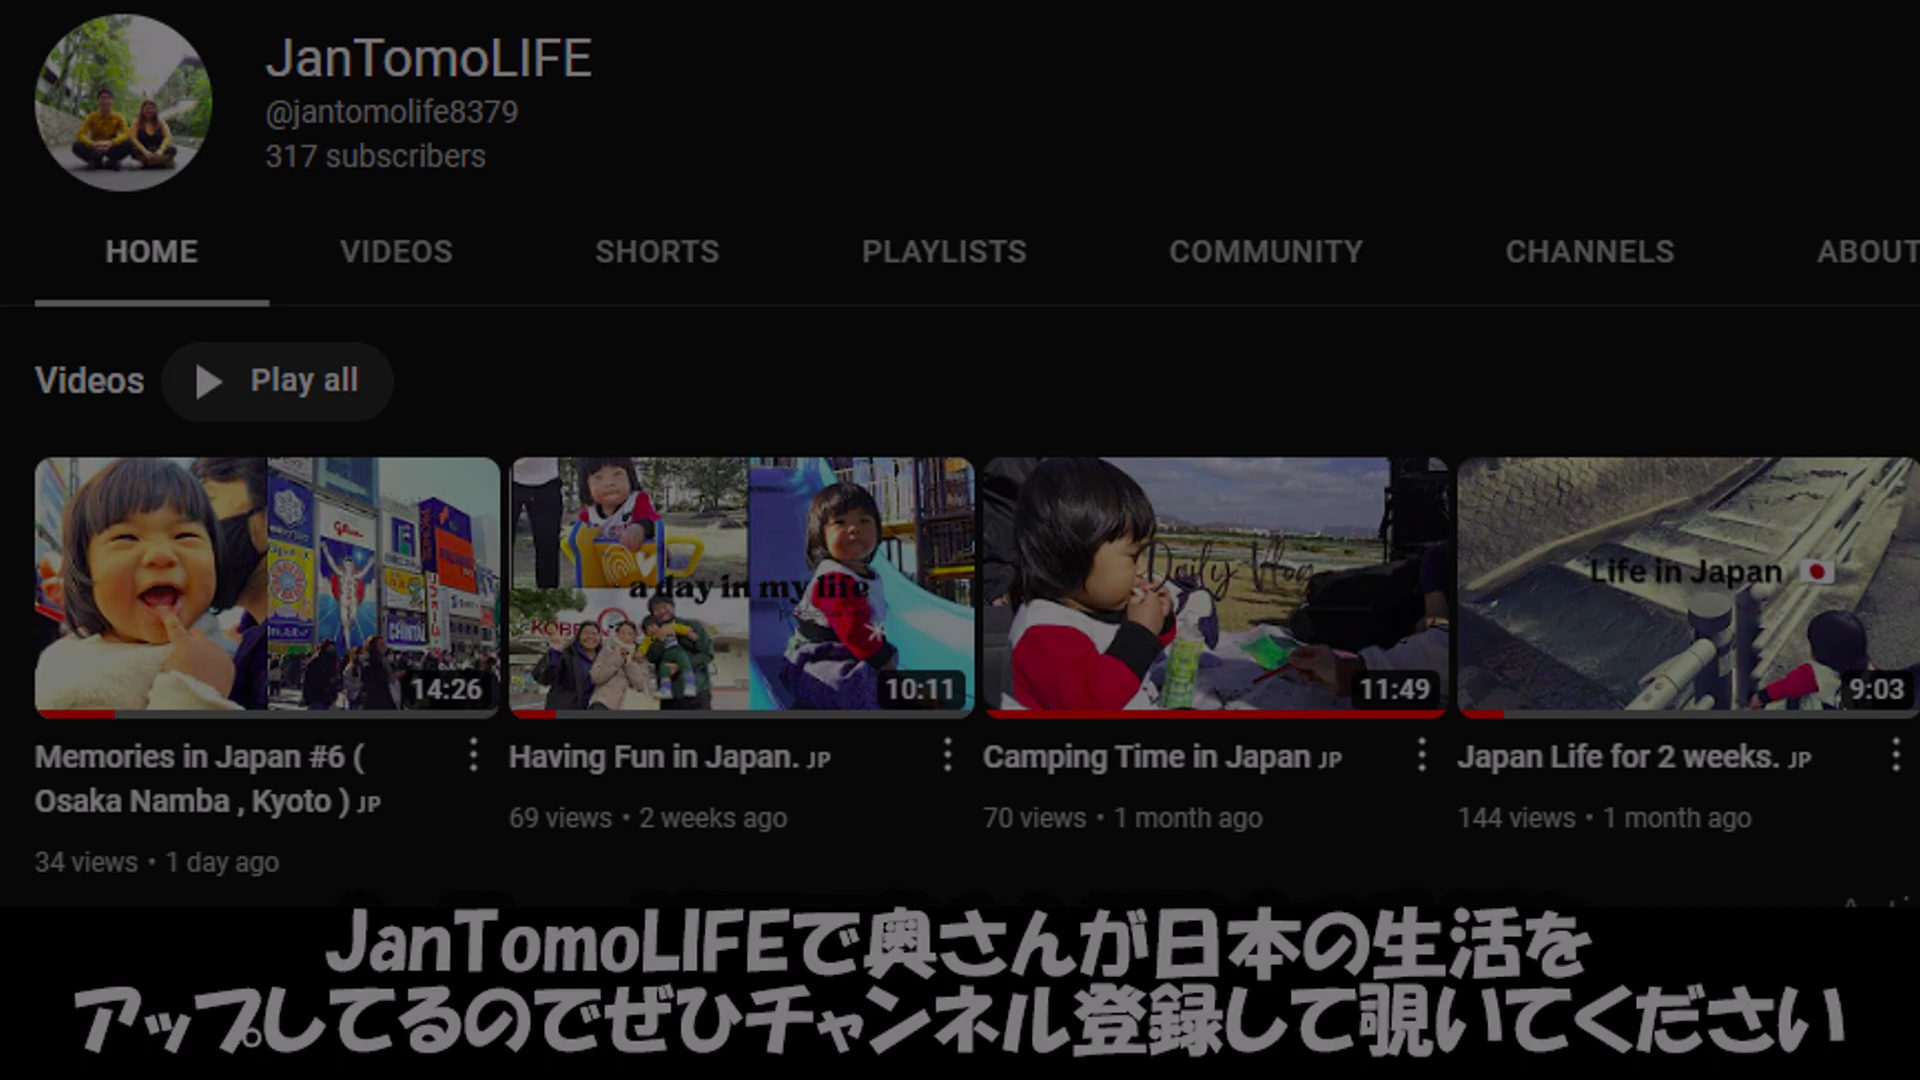 JanTomoLIFE
@jantomolife8379
317 subscribers
HOME VIDEOS SHORTS PLAYLISTS COMMUNITY CHANNELS ABOUT
Videos Play all
Glico
CHINTAI
14:26
a day in my life
KOBE
10:11
Daily Vlog
11:49
Life in Japan
9:03
Memories in Japan #6 (
Osaka Namba , Kyoto ) JP
34 views • 1 day ago
Having Fun in Japan. JP
69 views • 2 weeks ago
Camping Time in Japan JP
70 views • 1 month ago
Japan Life for 2 weeks. JP
144 views • 1 month ago
JanTomoLIFEで奥さんが日本の生活を
アップしてるのでぜひチャンネル登録して覗いてください